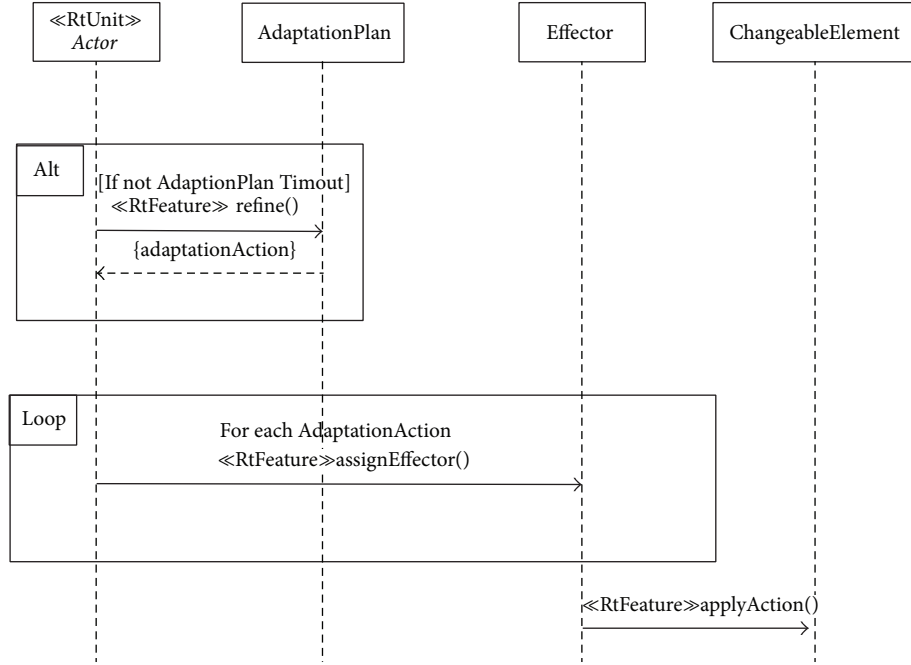 ≪RtUnit≫
Actor
AdaptationPlan
Effector
ChangeableElement
Alt
[If not AdaptionPlan Timout]
≪RtFeature≫ refine()
{adaptationAction}
Loop
For each AdaptationAction
≪RtFeature≫assignEffector()
≪RtFeature≫applyAction()